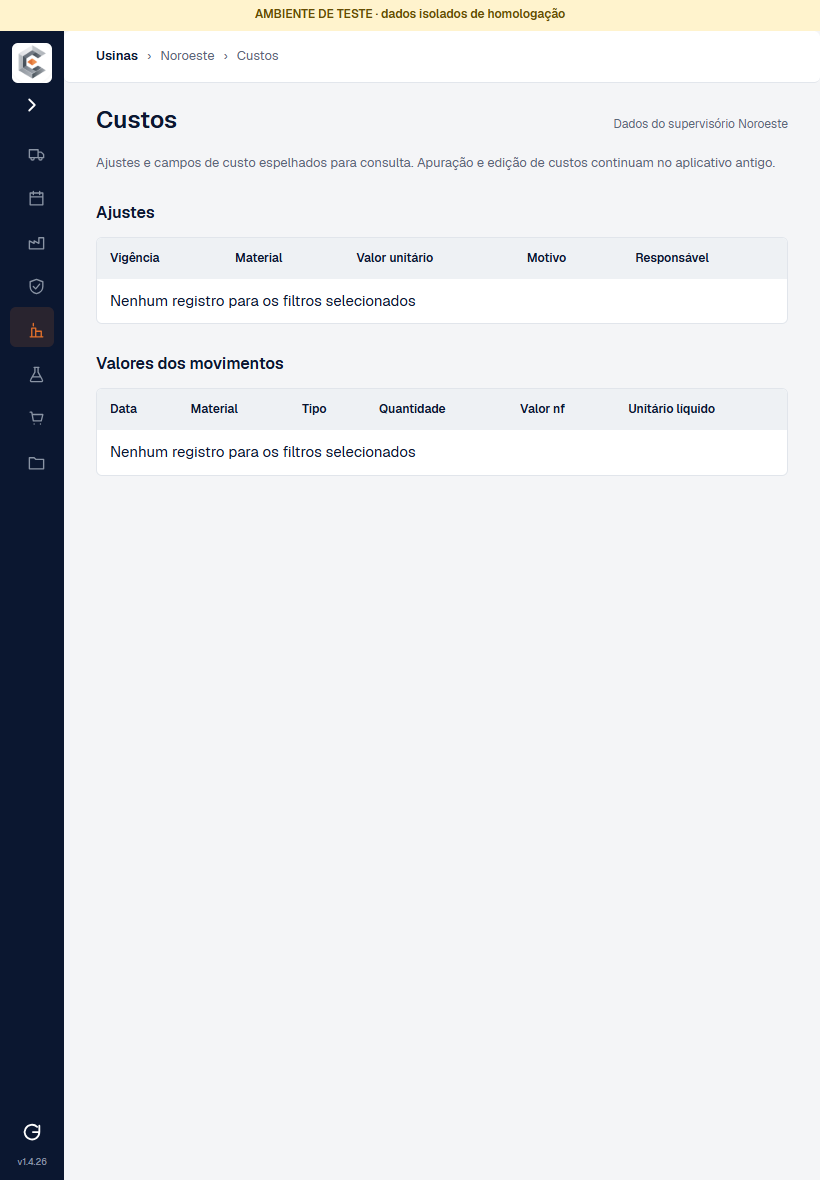 AMBIENTE DE TESTE · dados isolados de homologação
Usinas › Noroeste › Custos
Custos
Dados do supervisório Noroeste
Ajustes e campos de custo espelhados para consulta. Apuração e edição de custos continuam no aplicativo antigo.
Ajustes
Vigência Material Valor unitário Motivo Responsável
Nenhum registro para os filtros selecionados
Valores dos movimentos
Data Material Tipo Quantidade Valor nf Unitário líquido
Nenhum registro para os filtros selecionados
v1.4.26